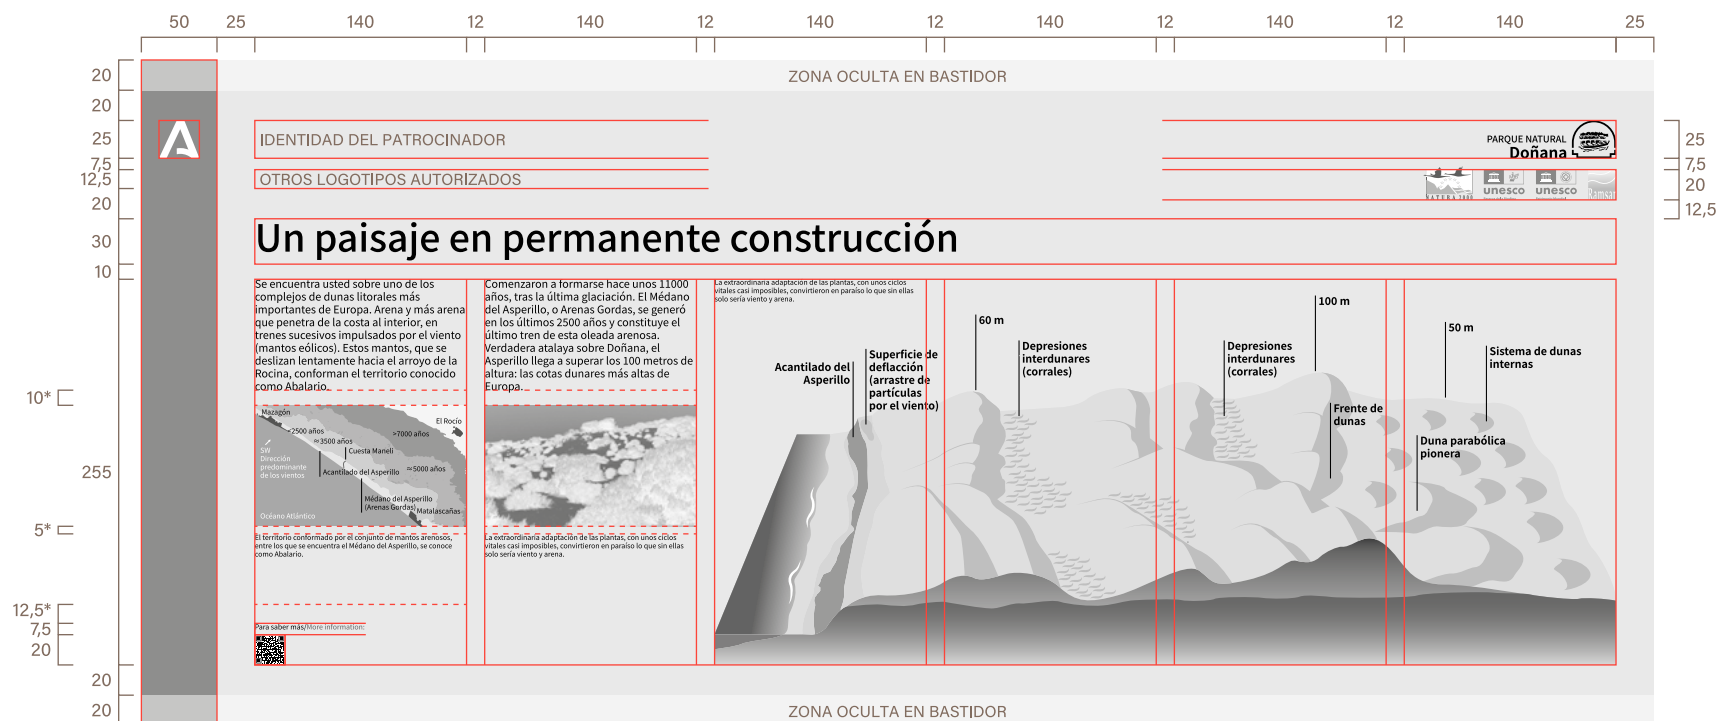 50 25 140 12 140 12 140 12 140 12 140 12 140 25
20
ZONA OCULTA EN BASTIDOR
20
25
IDENTIDAD DEL PATROCINADOR
PARQUE NATURAL
Doñana
25
7,5
7,5
12,5
OTROS LOGOTIPOS AUTORIZADOS
NATURA 2000
unesco
unesco
Ramsar
20
20
12,5
30
Un paisaje en permanente construcción
10
Se encuentra usted sobre uno de los
complejos de dunas litorales más
importantes de Europa. Arena y más arena
que penetra de la costa al interior, en
trenes sucesivos impulsados por el viento
(mantos eólicos). Estos mantos, que se
deslizan lentamente hacia el arroyo de la
Rocina, conforman el territorio conocido
como Abalario.
Comenzaron a formarse hace unos 11000
años, tras la última glaciación. El Médano
del Asperillo, o Arenas Gordas, se generó
en los últimos 2500 años y constituye el
último tren de esta oleada arenosa.
Verdadera atalaya sobre Doñana, el
Asperillo llega a superar los 100 metros de
altura: las cotas dunares más altas de
Europa.
La extraordinaria adaptación de las plantas, con unos ciclos
vitales casi imposibles, convirtieron en paraíso lo que sin ellas
solo sería viento y arena.
Acantilado del
Asperillo
Superficie de
deflacción
(arrastre de
partículas
por el viento)
60 m
Depresiones
interdunares
(corrales)
Depresiones
interdunares
(corrales)
100 m
Frente de
dunas
50 m
Sistema de dunas
internas
Duna parabólica
pionera
10*
255
5*
Mazagón
El Rocío
≈2500 años
≈3500 años
>7000 años
≈5000 años
Cuesta Maneli
SW
Dirección
predominante
de los vientos
Acantilado del Asperillo
Médano del Asperillo
(Arenas Gordas)
Matalascañas
Océano Atlántico
El territorio conformado por el conjunto de mantos arenosos,
entre los que se encuentra el Médano del Asperillo, se conoce
como Abalario.
La extraordinaria adaptación de las plantas, con unos ciclos
vitales casi imposibles, convirtieron en paraíso lo que sin ellas
solo sería viento y arena.
12,5*
7,5
Para saber más/More information:
20
20
20
ZONA OCULTA EN BASTIDOR